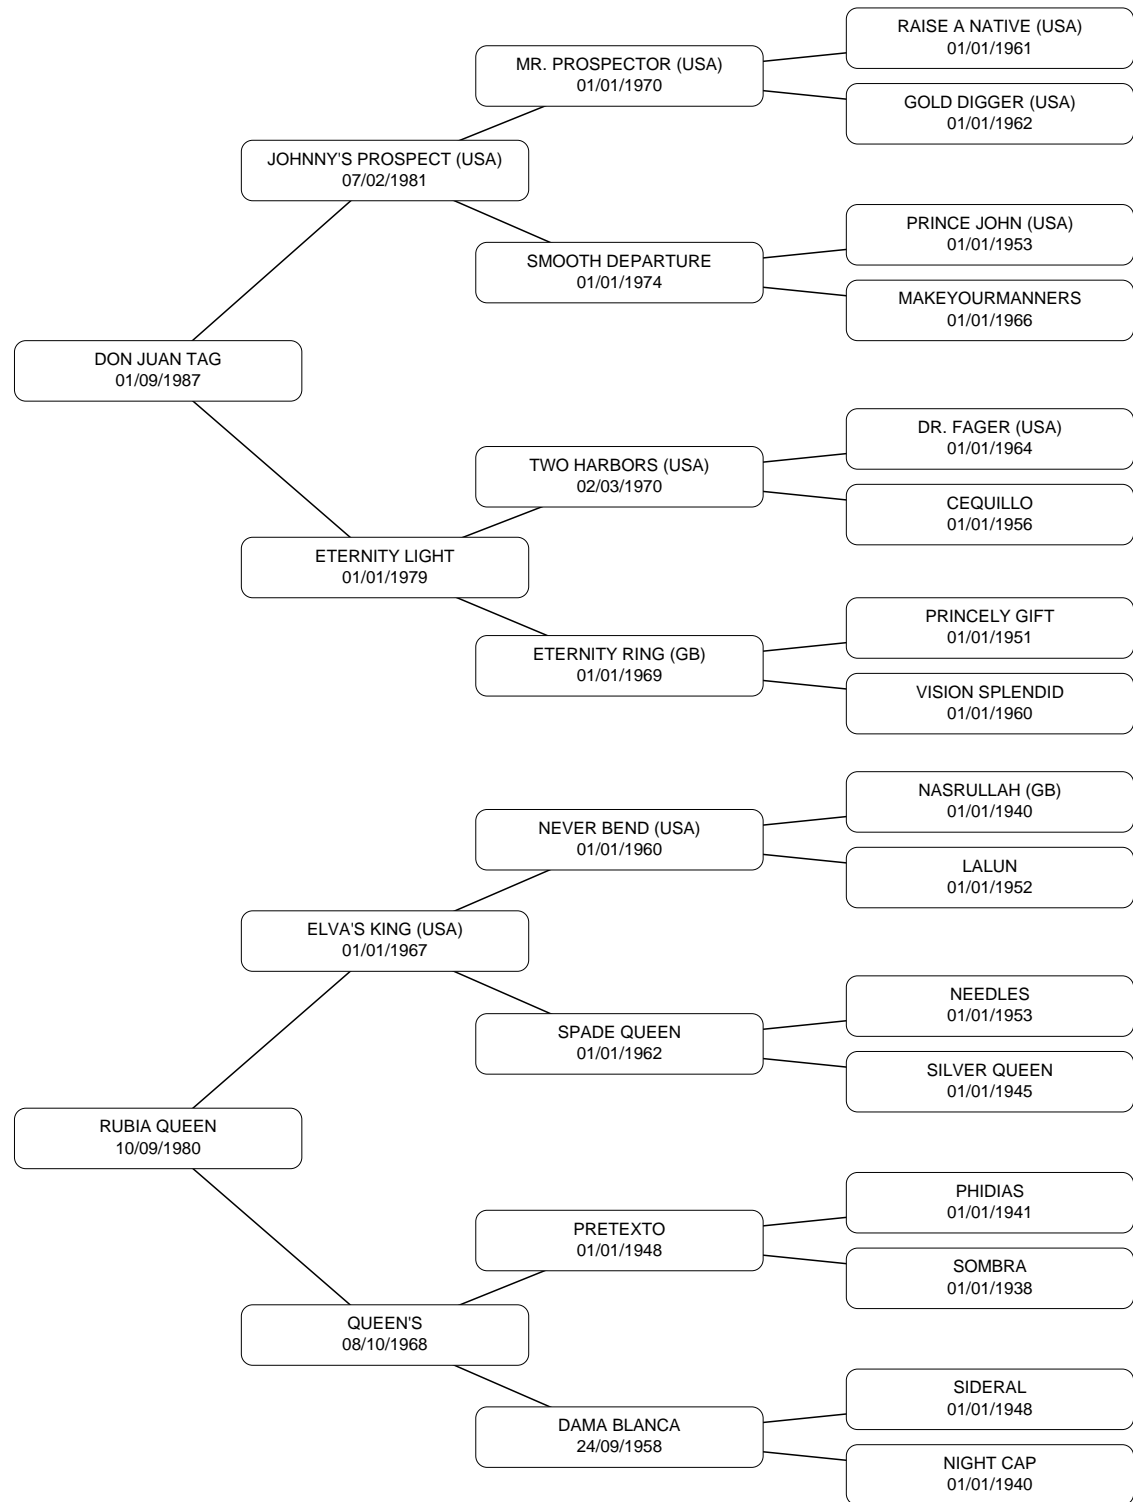 RAISE A NATIVE (USA)
01/01/1961
MR. PROSPECTOR (USA)
01/01/1970
GOLD DIGGER (USA)
01/01/1962
JOHNNY'S PROSPECT (USA)
07/02/1981
PRINCE JOHN (USA)
01/01/1953
SMOOTH DEPARTURE
01/01/1974
MAKEYOURMANNERS
01/01/1966
DON JUAN TAG
01/09/1987
DR. FAGER (USA)
01/01/1964
TWO HARBORS (USA)
02/03/1970
CEQUILLO
01/01/1956
ETERNITY LIGHT
01/01/1979
PRINCELY GIFT
01/01/1951
ETERNITY RING (GB)
01/01/1969
VISION SPLENDID
01/01/1960
NASRULLAH (GB)
01/01/1940
NEVER BEND (USA)
01/01/1960
LALUN
01/01/1952
ELVA'S KING (USA)
01/01/1967
NEEDLES
01/01/1953
SPADE QUEEN
01/01/1962
SILVER QUEEN
01/01/1945
RUBIA QUEEN
10/09/1980
PHIDIAS
01/01/1941
PRETEXTO
01/01/1948
SOMBRA
01/01/1938
QUEEN'S
08/10/1968
SIDERAL
01/01/1948
DAMA BLANCA
24/09/1958
NIGHT CAP
01/01/1940